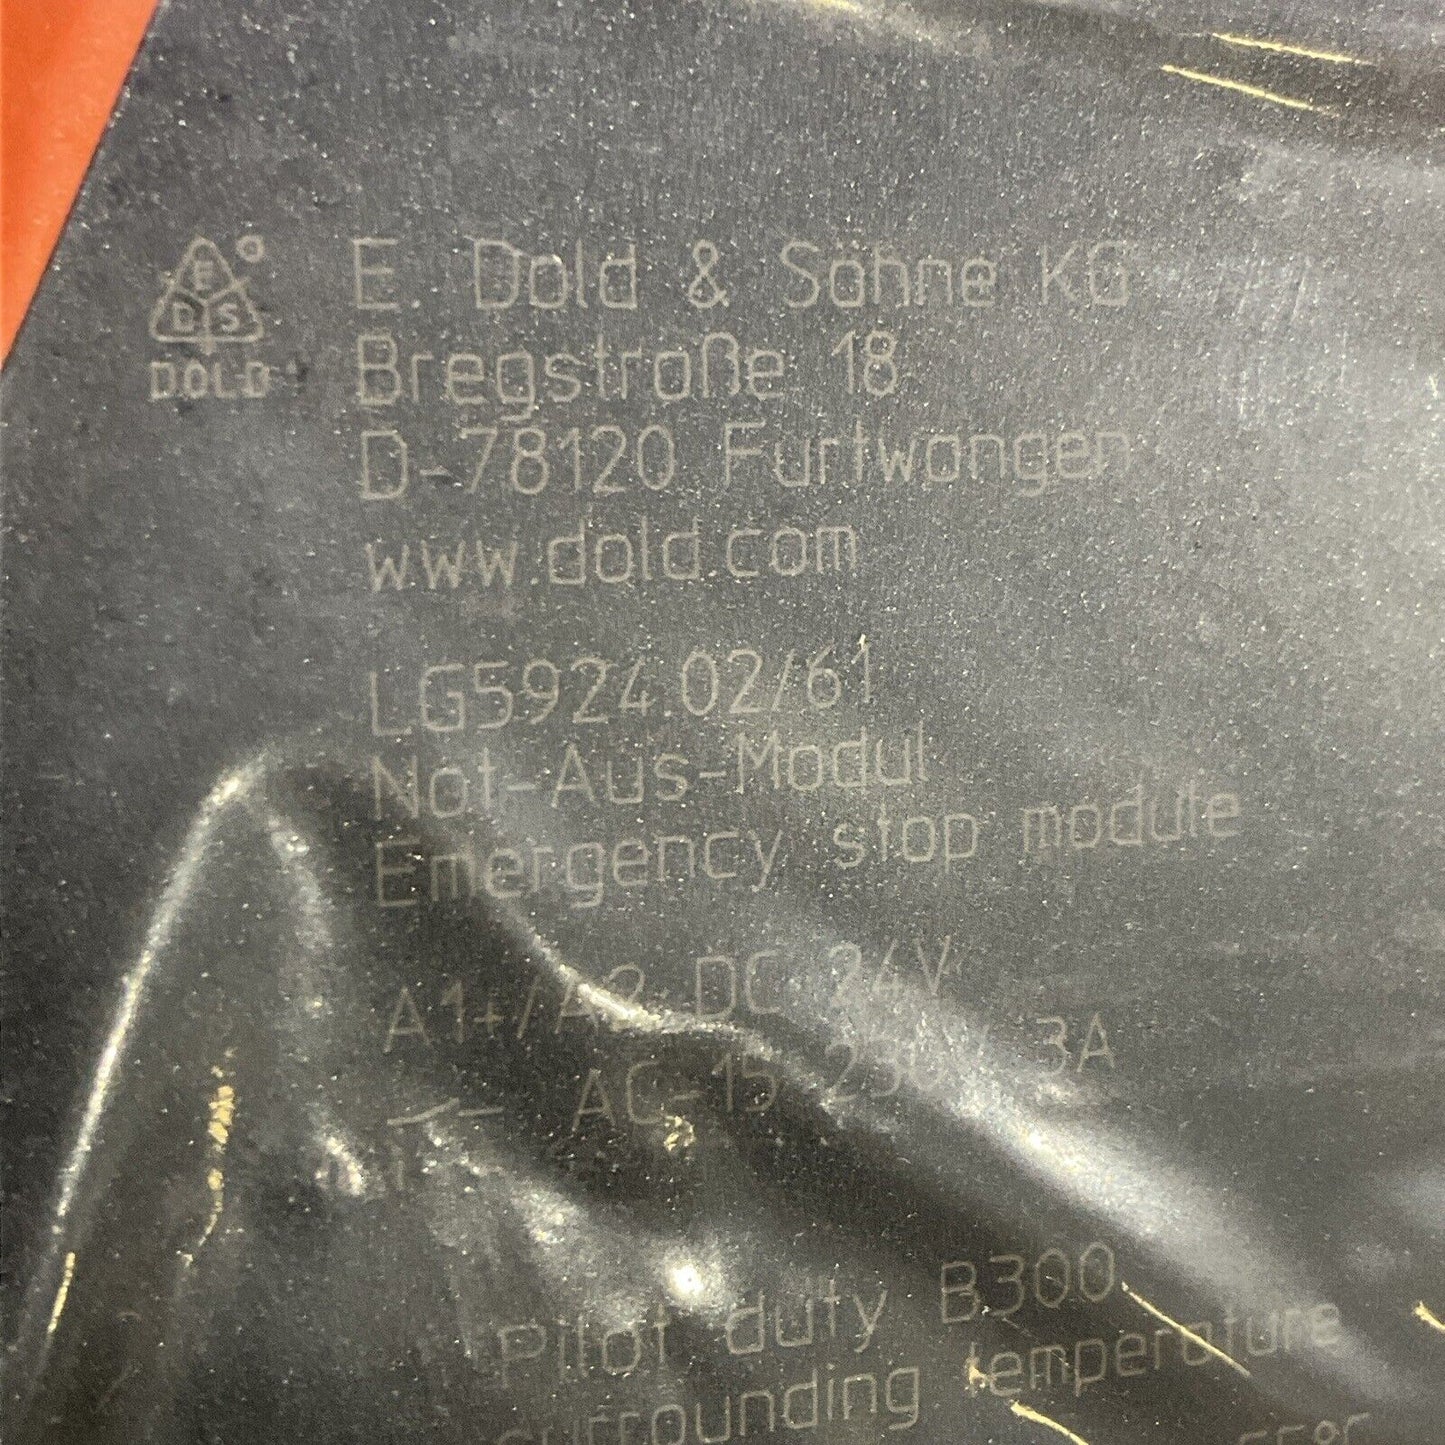 E
D S
DOLD
E. Dold & Söhne KG
Bregstraße 18
D-78120 Furtwangen
www.dold.com
LG5924.02/61
Not-Aus-Modul
Emergency stop module
A1+/A2 DC 24V
AC-15 230V 3A
Pilot duty B300
surrounding temperature